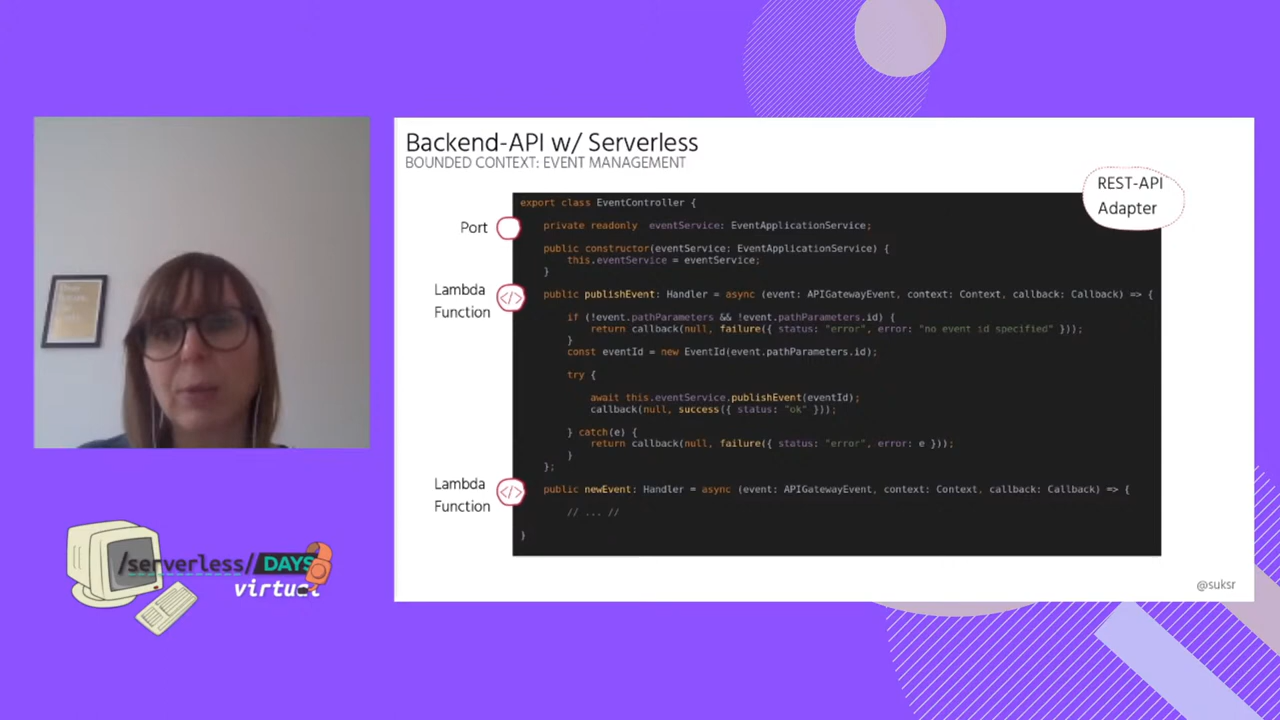 Backend-API w/ Serverless
BOUNDED CONTEXT: EVENT MANAGEMENT
REST-API
Adapter
Port
Lambda
Function
Lambda
Function
export class EventController {
private readonly eventService: EventApplicationService;
public constructor(eventService: EventApplicationService) {
this.eventService = eventService;
}
public publishEvent: Handler = async (event: APIGatewayEvent, context: Context, callback: Callback) => {
if (!event.pathParameters && !event.pathParameters.id) {
return callback(null, failure({ status: "error", error: "no event id specified" }));
}
const eventId = new EventId(event.pathParameters.id);
try {
await this.eventService.publishEvent(eventId);
callback(null, success({ status: "ok" }));
} catch(e) {
return callback(null, failure({ status: "error", error: e }));
}
};
public newEvent: Handler = async (event: APIGatewayEvent, context: Context, callback: Callback) => {
// ... //
}
@suksr
/serverless/DAYS
virtual